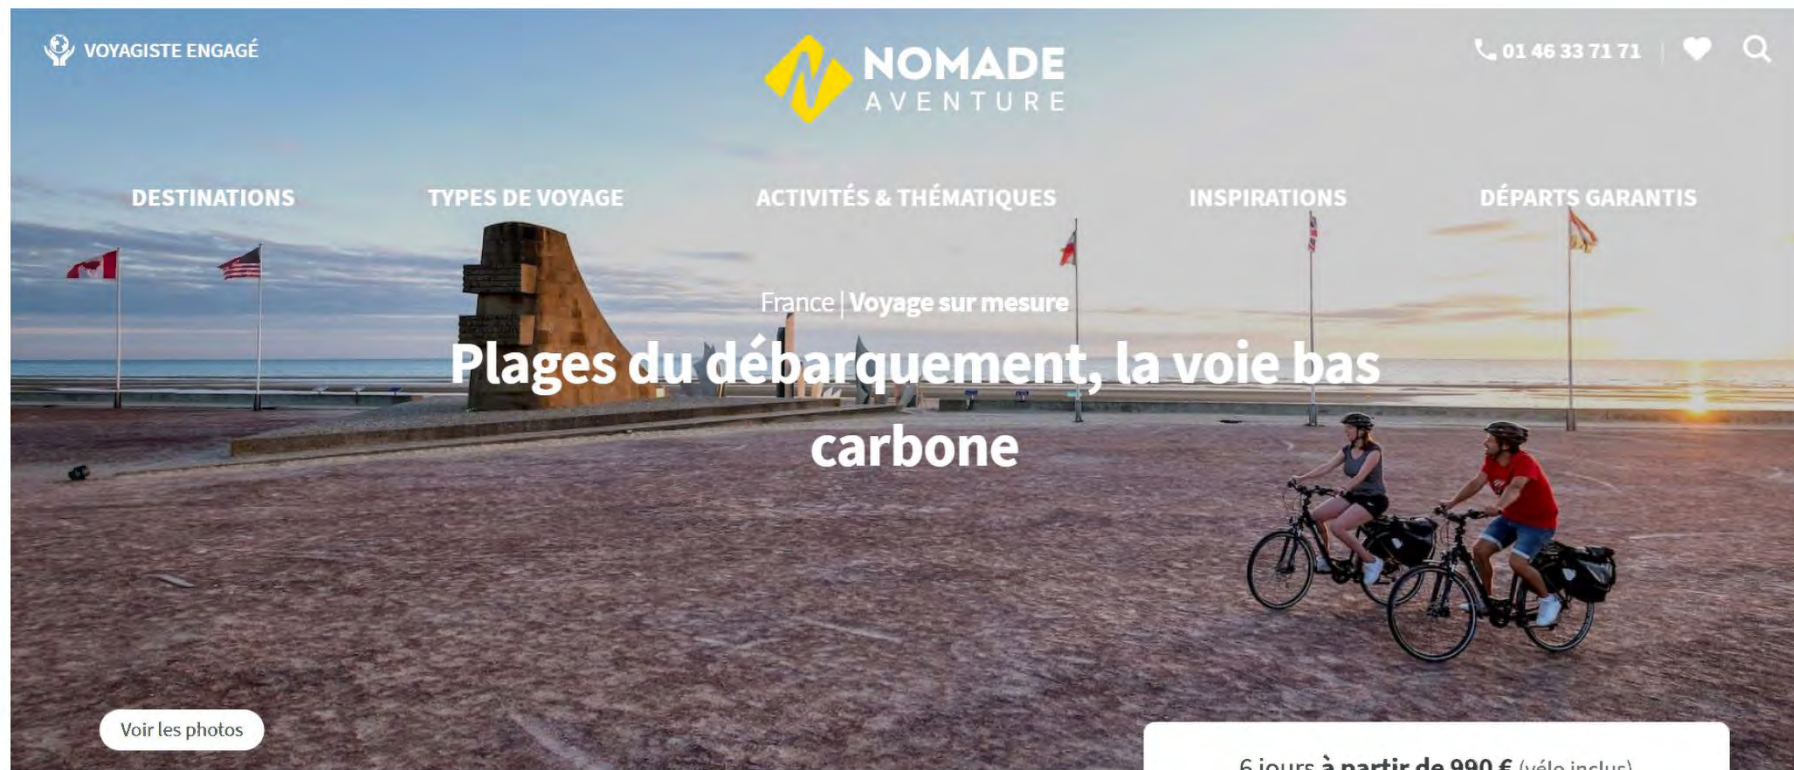 VOYAGISTE ENGAGÉ
NOMADE
AVENTURE
01 46 33 71 71
DESTINATIONS
TYPES DE VOYAGE
ACTIVITÉS & THÉMATIQUES
INSPIRATIONS
DÉPARTS GARANTIS
France | Voyage sur mesure
Plages du débarquement, la voie bas
carbone
Voir les photos
6 jours à partir de 990 € (vélo inclus)